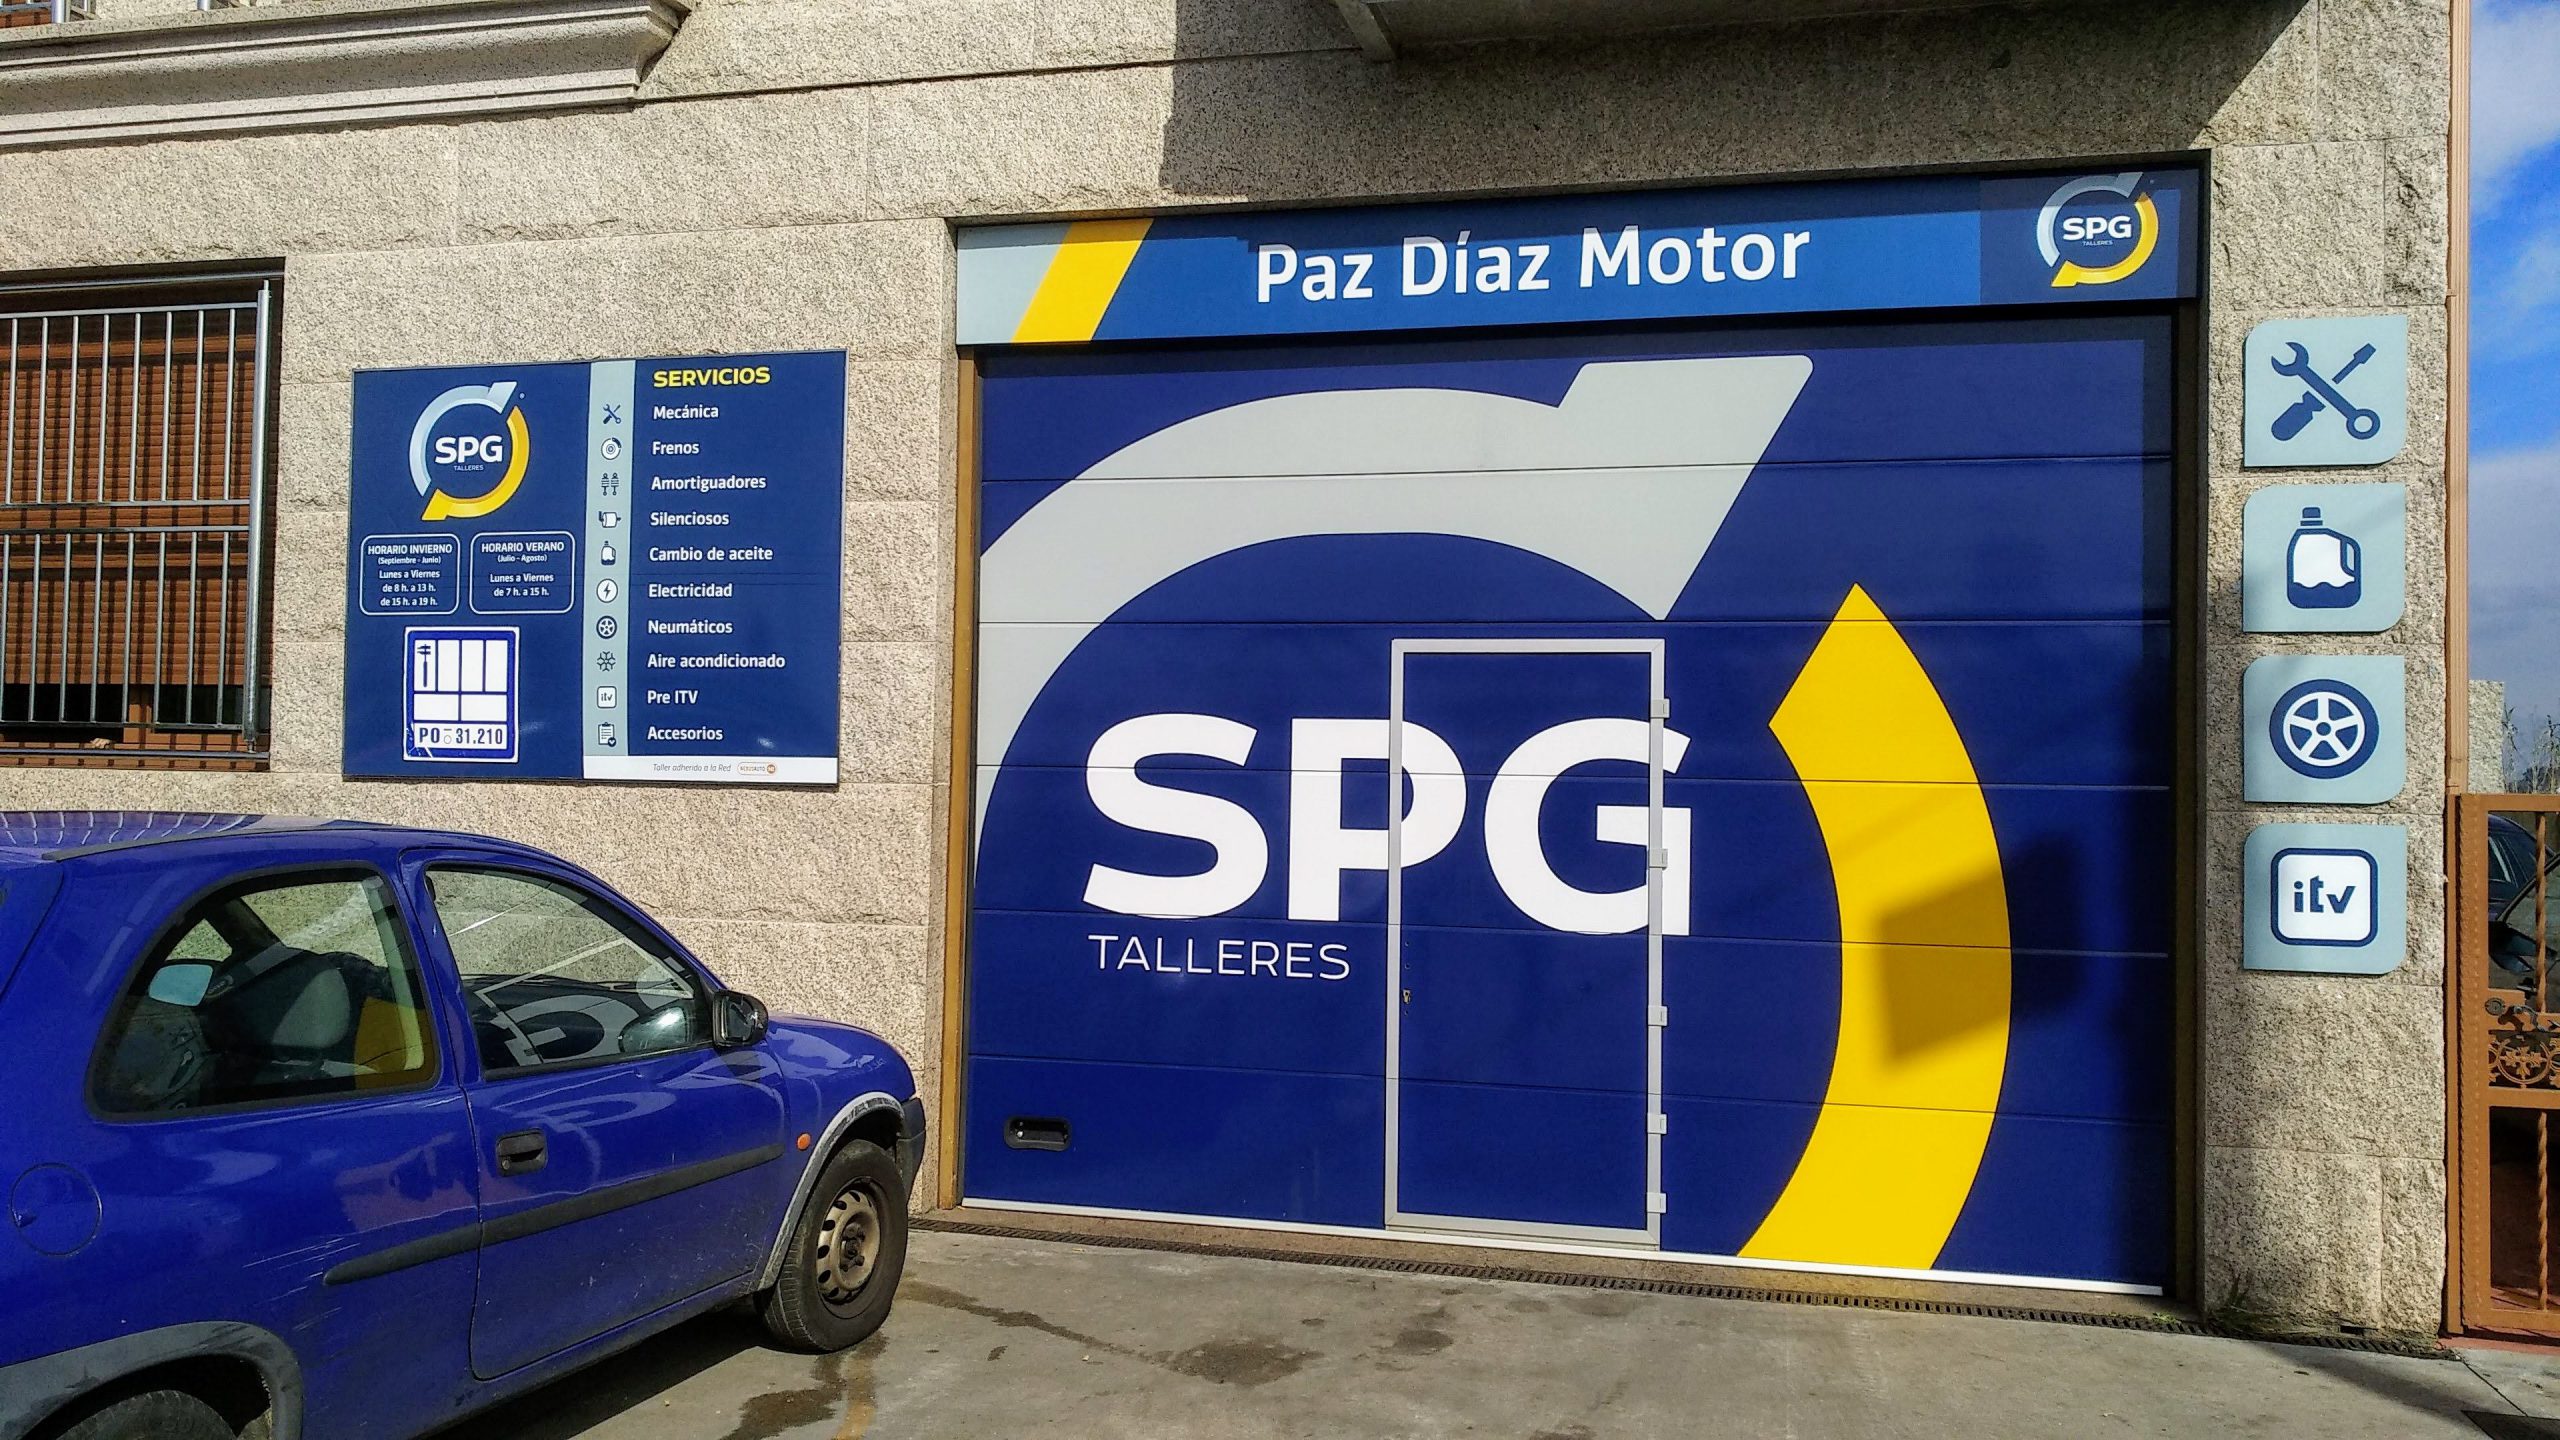 Paz Díaz Motor
SPG
TALLERES
SPG
TALLERES
HORARIO INVIERNO
(Septiembre - Junio)
Lunes a Viernes
de 8 h. a 13 h.
de 15 h. a 19 h.
HORARIO VERANO
(Julio - Agosto)
Lunes a Viernes
de 7 h. a 15 h.
PO 31.210
SERVICIOS
Mecánica
Frenos
Amortiguadores
Silenciosos
Cambio de aceite
Electricidad
Neumáticos
Aire acondicionado
itv
Pre ITV
Accesorios
Taller adherido a la Red
SPG
TALLERES
itv